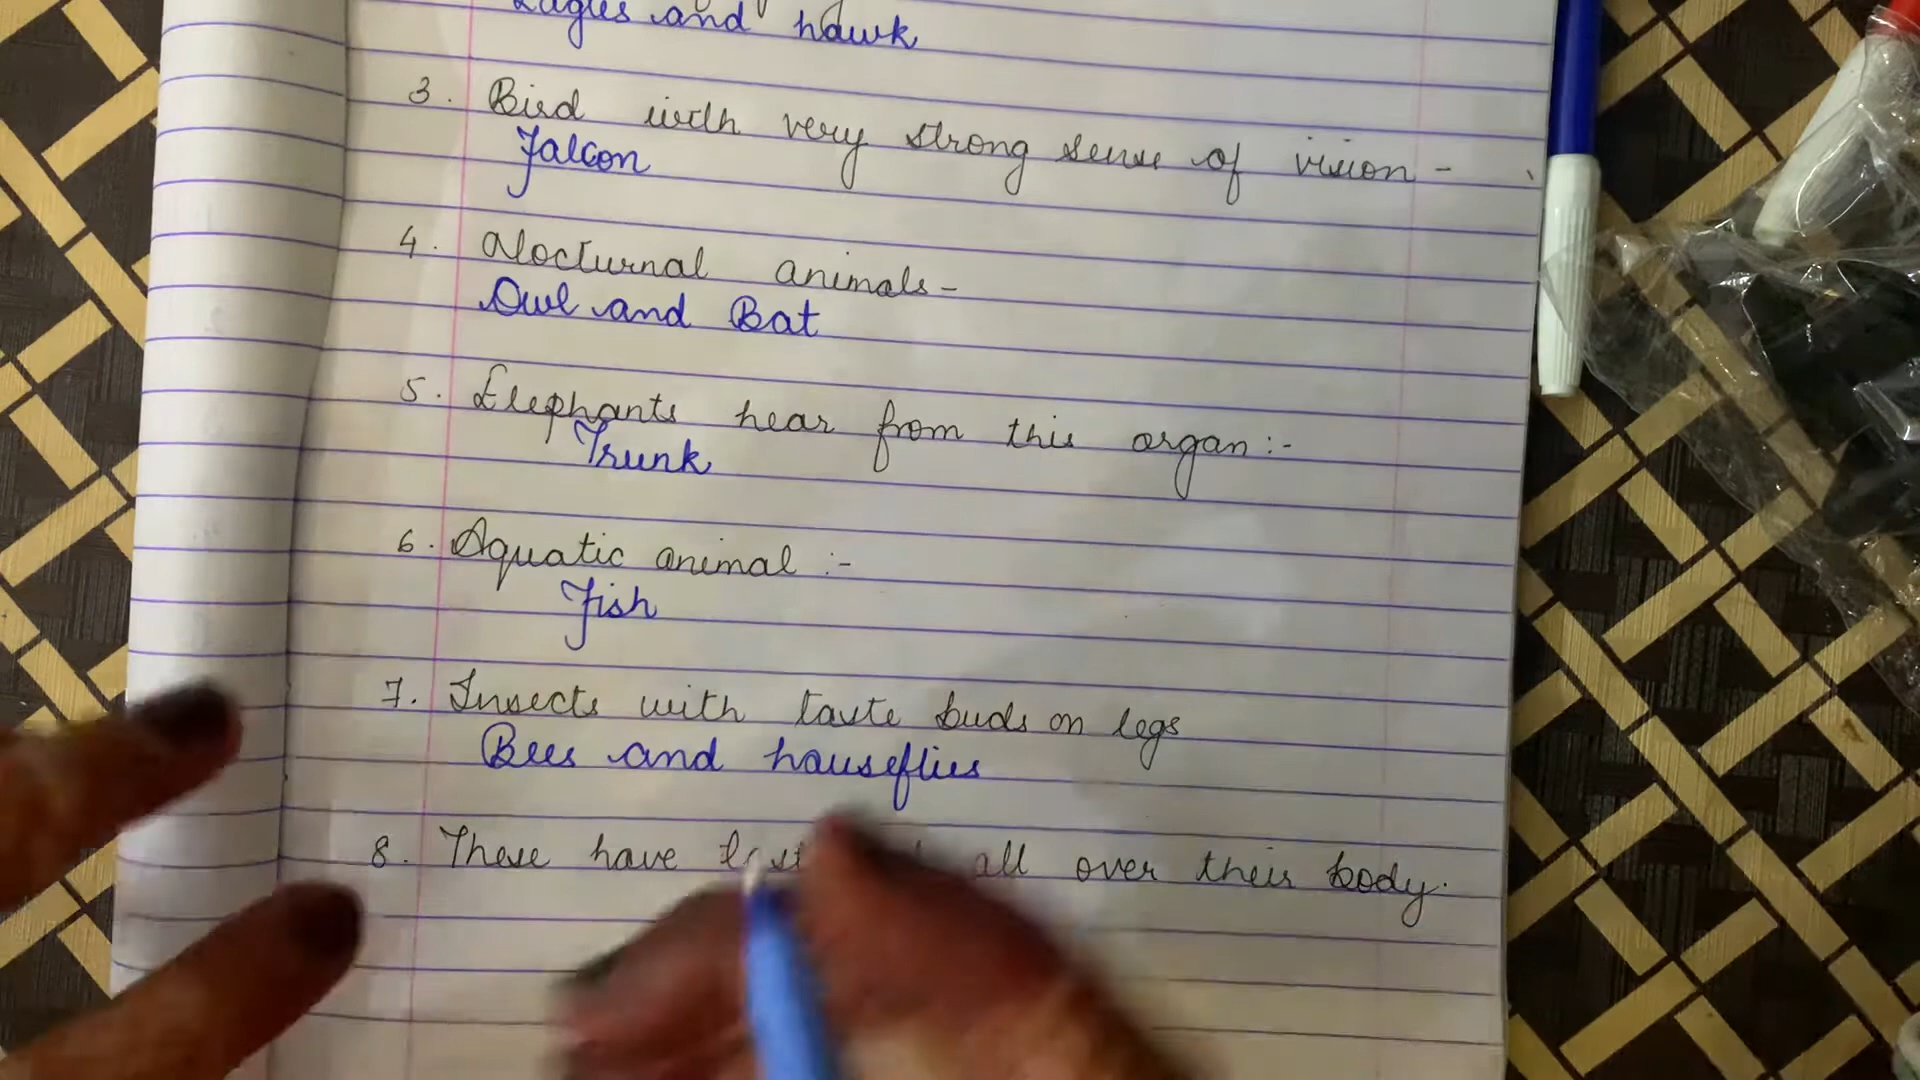 Eagles and hawk
3. Bird with very strong sense of vision -
Falcon
4. Nocturnal animals-
Owl and Bat
5. Elephants hear from this organ:-
Trunk
6. Aquatic animal :-
Fish
7. Insects with taste buds on legs
Bees and houseflies
8. These have all over their body.